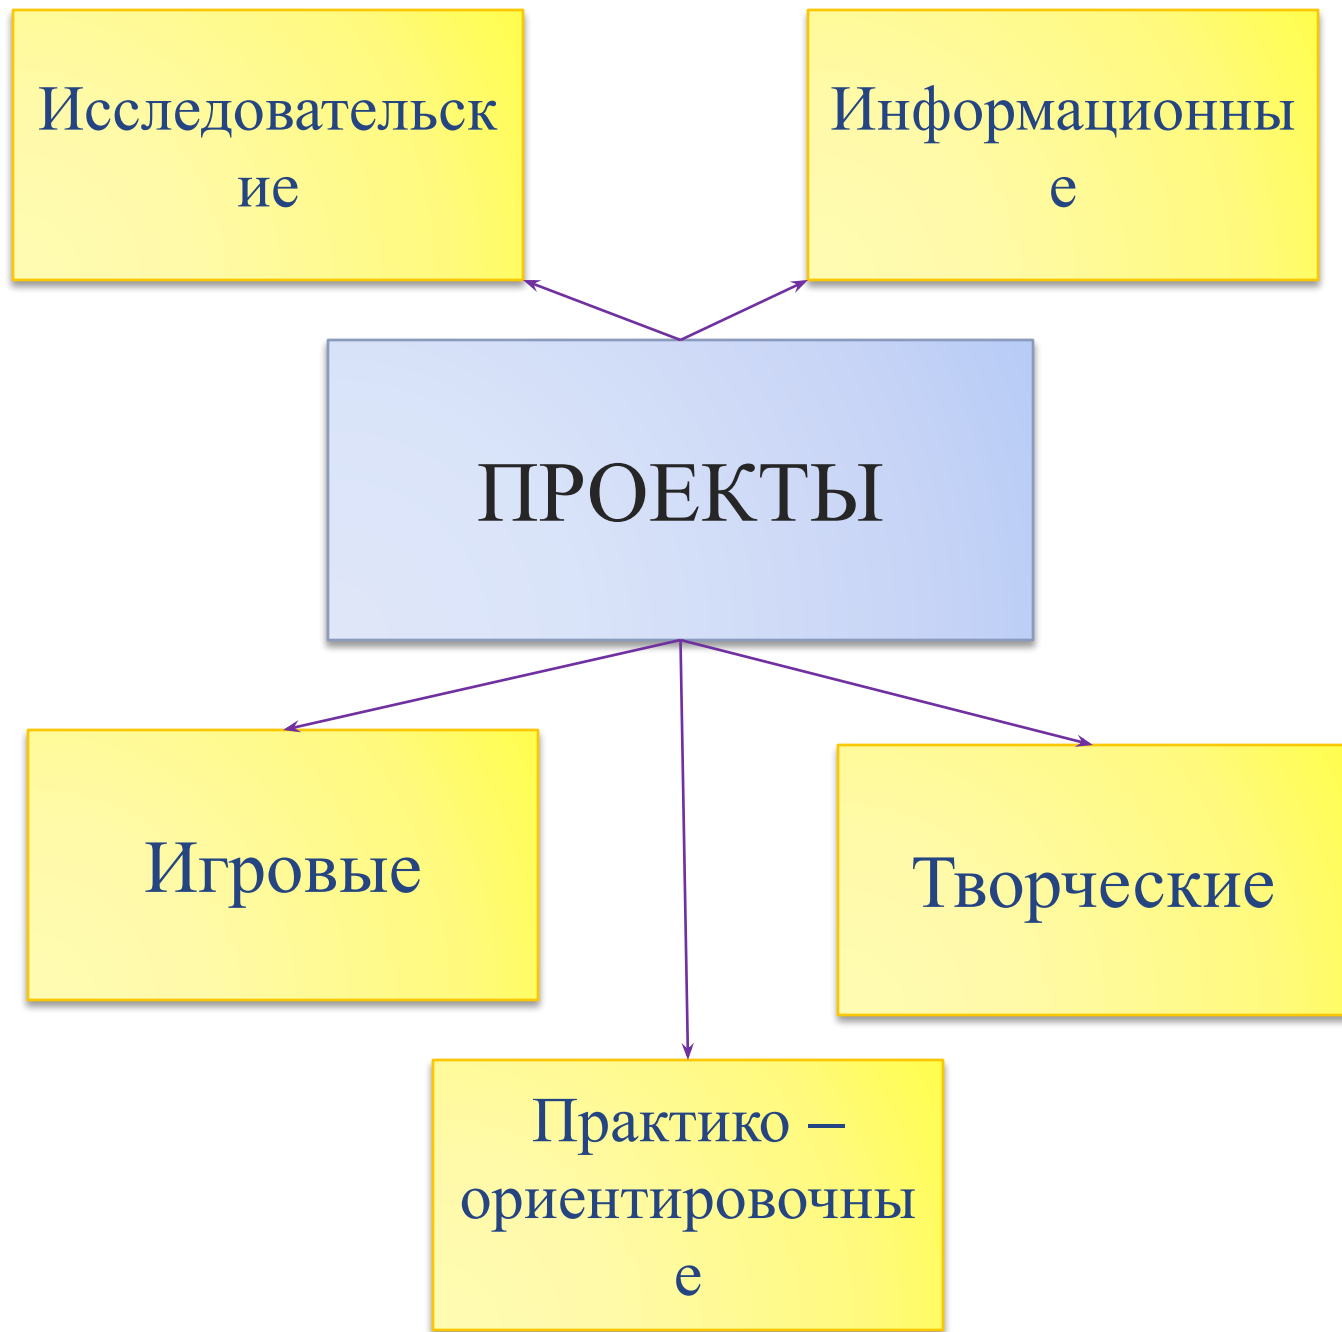 Исследовательск
ие
Информационны
е
ПРОЕКТЫ
Игровые
Творческие
Практико –
ориентировочны
е